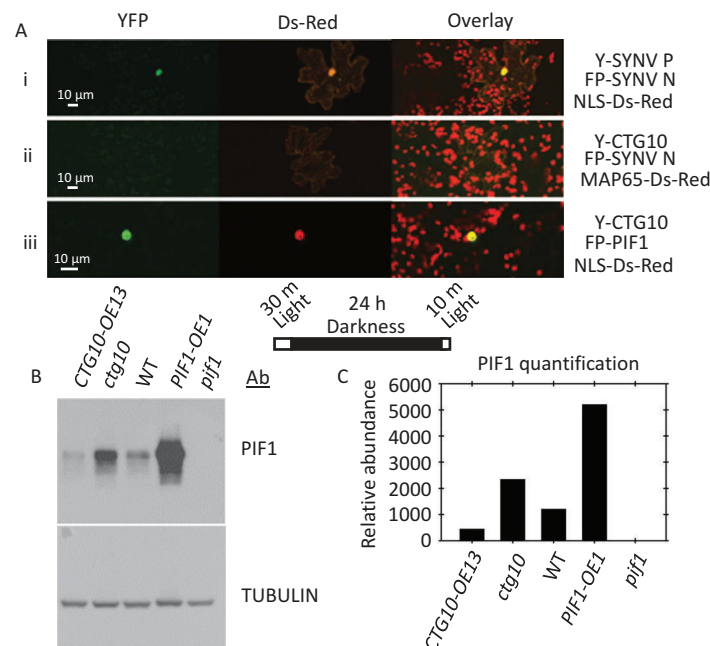 A
YFP
Ds-Red
Overlay
i
10 µm
Y-SYNV P
FP-SYNV N
NLS-Ds-Red
ii
10 µm
Y-CTG10
FP-SYNV N
MAP65-Ds-Red
iii
10 µm
Y-CTG10
FP-PIF1
NLS-Ds-Red
30 m
Light
24 h
Darkness
10 m
Light
B
CTG10-OE13
ctg10
WT
PIF1-OE1
pif1
Ab
PIF1
TUBULIN
C
PIF1 quantification
Relative abundance
6000
5000
4000
3000
2000
1000
0
CTG10-OE13
ctg10
WT
PIF1-OE1
pif1